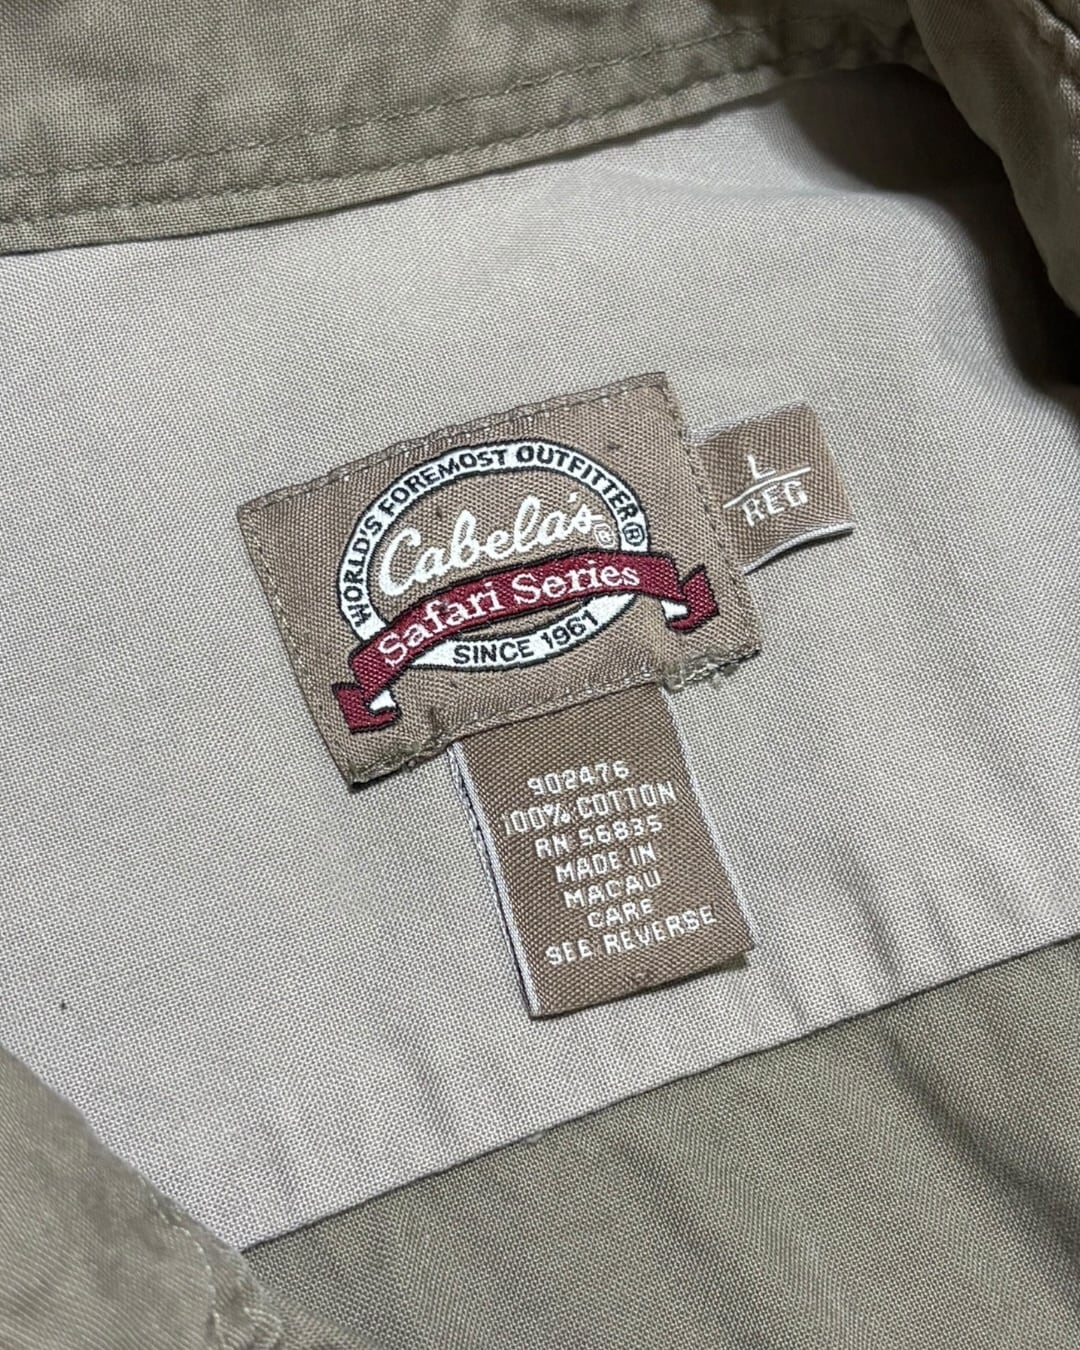 WORLD'S FOREMOST OUTFITTER®
Cabela's®
Safari Series
SINCE 1961
L
REG
902476
100% COTTON
RN 56835
MADE IN
MACAU
CARE
SEE REVERSE